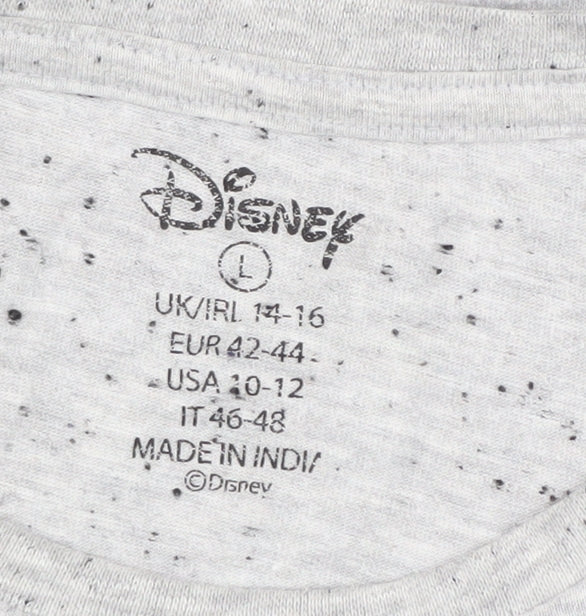 Disney
L
UK/IRL 14-16
EUR 42-44
USA 10-12
IT 46-48
MADE IN INDIA
©Disney